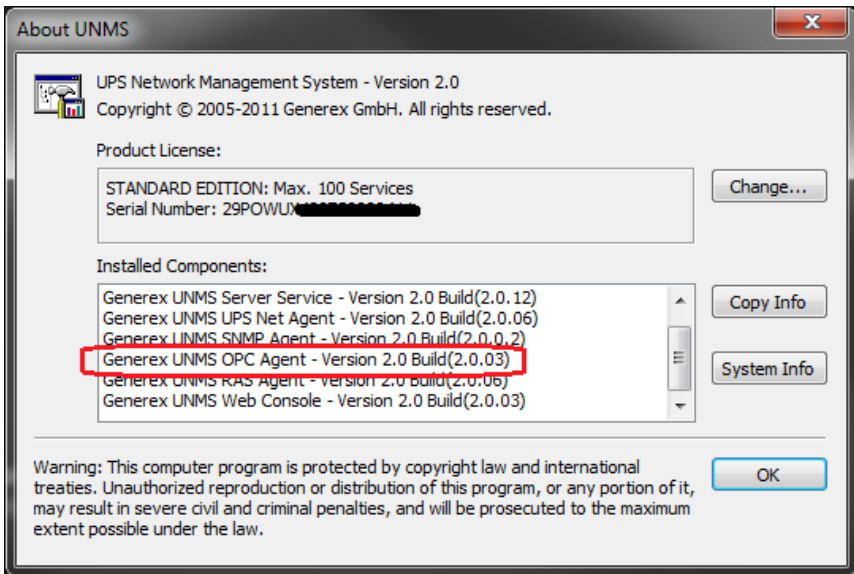 About UNMS
UPS Network Management System - Version 2.0
Copyright © 2005-2011 Generex GmbH. All rights reserved.
Product License:
STANDARD EDITION: Max. 100 Services
Serial Number: 29POWUX
Change...
Installed Components:
Generex UNMS Server Service - Version 2.0 Build(2.0.12)
Generex UNMS UPS Net Agent - Version 2.0 Build(2.0.06)
Generex UNMS SNMP Agent - Version 2.0 Build(2.0.0.2)
Generex UNMS OPC Agent - Version 2.0 Build(2.0.03)
Generex UNMS RAS Agent - Version 2.0 Build(2.0.06)
Generex UNMS Web Console - Version 2.0 Build(2.0.03)
Copy Info
System Info
Warning: This computer program is protected by copyright law and international
treaties. Unauthorized reproduction or distribution of this program, or any portion of it,
may result in severe civil and criminal penalties, and will be prosecuted to the maximum
extent possible under the law.
OK